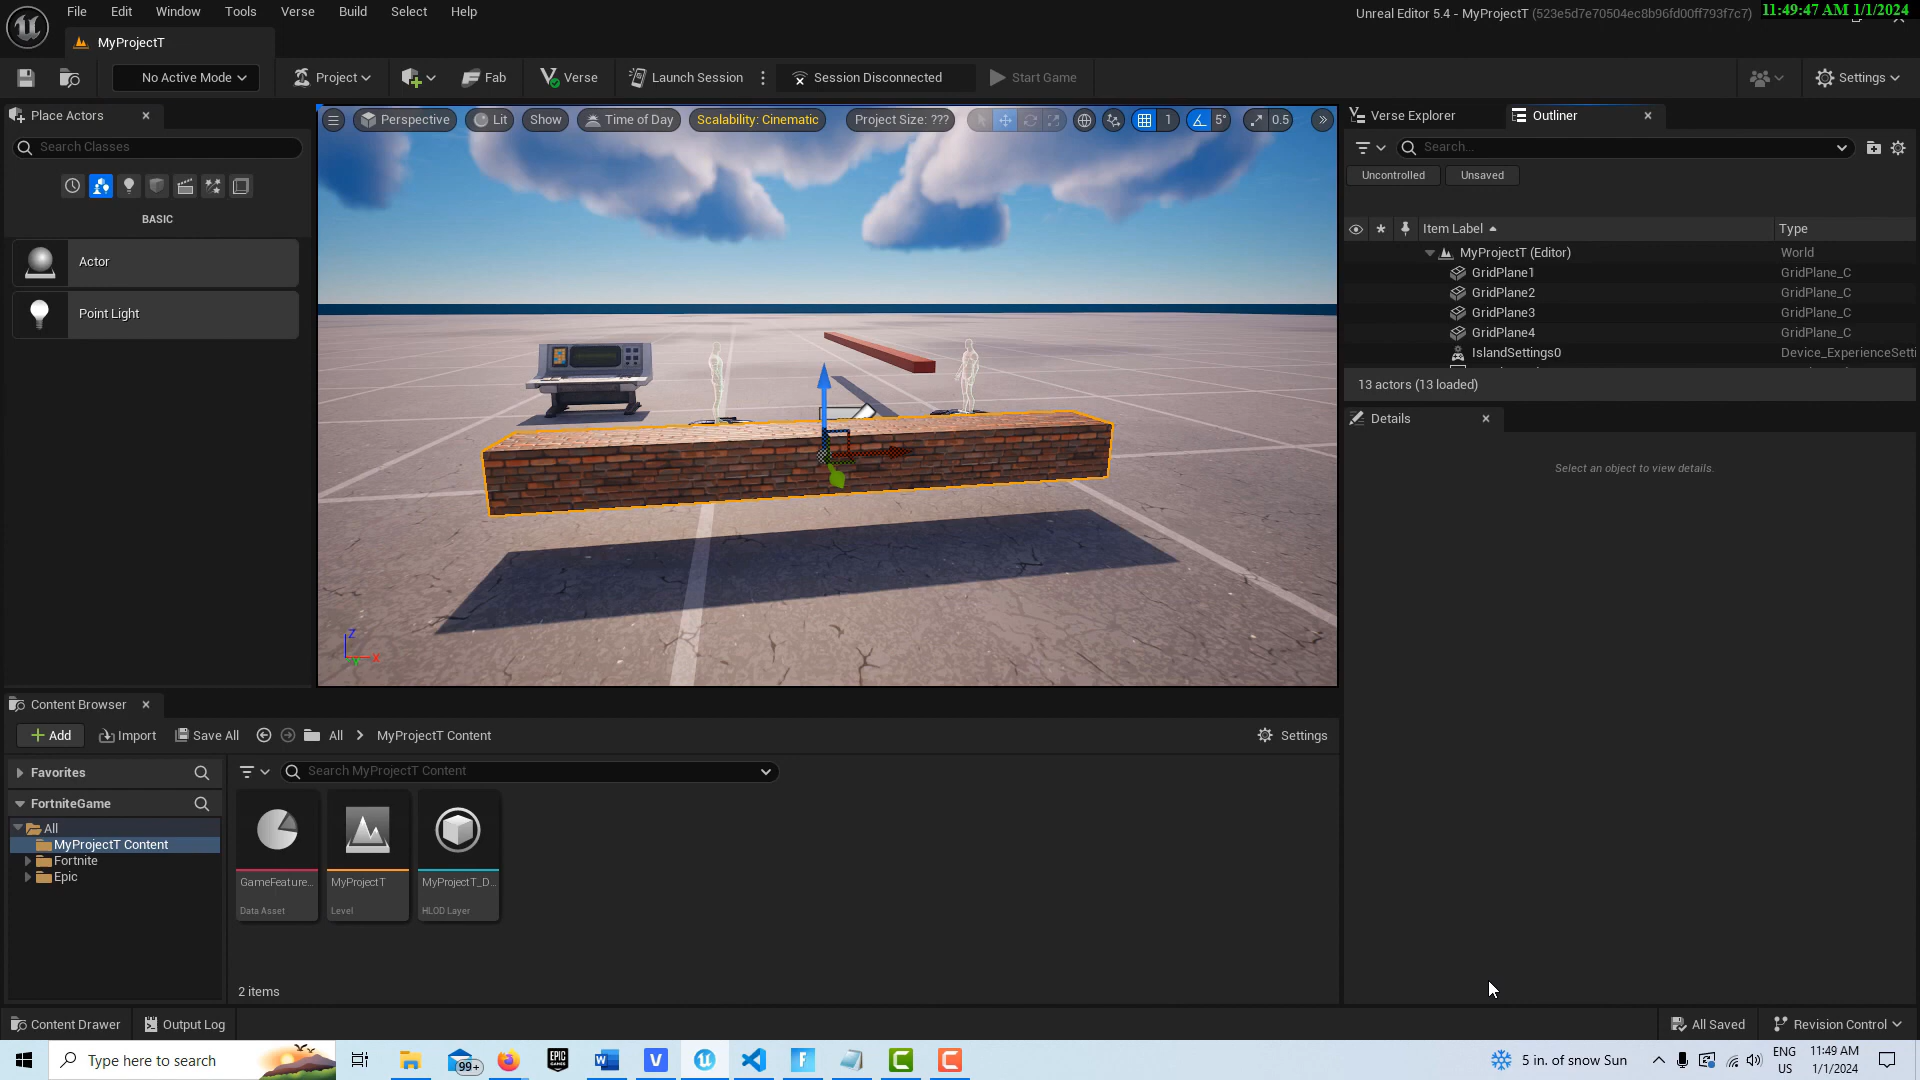 File Edit Window Tools Verse Build Select Help
Unreal Editor 5.4 - MyProjectT (523e5d7e70504ec8b96fd00ff793f7c7)
11:49:47 AM 1/1/2024
MyProjectT
No Active Mode
Project
Fab
Verse
Launch Session
Session Disconnected
Start Game
Settings
Place Actors
Search Classes
BASIC
Actor
Point Light
Perspective Lit Show Time of Day Scalability: Cinematic Project Size: ??? 1 5° 0.5
Z
X
Verse Explorer
Outliner
Search...
Uncontrolled
Unsaved
Item Label Type
MyProjectT (Editor) World
GridPlane1 GridPlane_C
GridPlane2 GridPlane_C
GridPlane3 GridPlane_C
GridPlane4 GridPlane_C
IslandSettings0 Device_ExperienceSetti
13 actors (13 loaded)
Details
Select an object to view details.
Content Browser
Add Import Save All All MyProjectT Content Settings
Favorites
Search MyProjectT Content
FortniteGame
All
MyProjectT Content
Fortnite
Epic
GameFeature...
Data Asset
MyProjectT
Level
MyProjectT_D...
HLOD Layer
2 items
Content Drawer
Output Log
All Saved
Revision Control
Type here to search
99+
EPIC
GAMES
5 in. of snow Sun
ENG
US
11:49 AM
1/1/2024